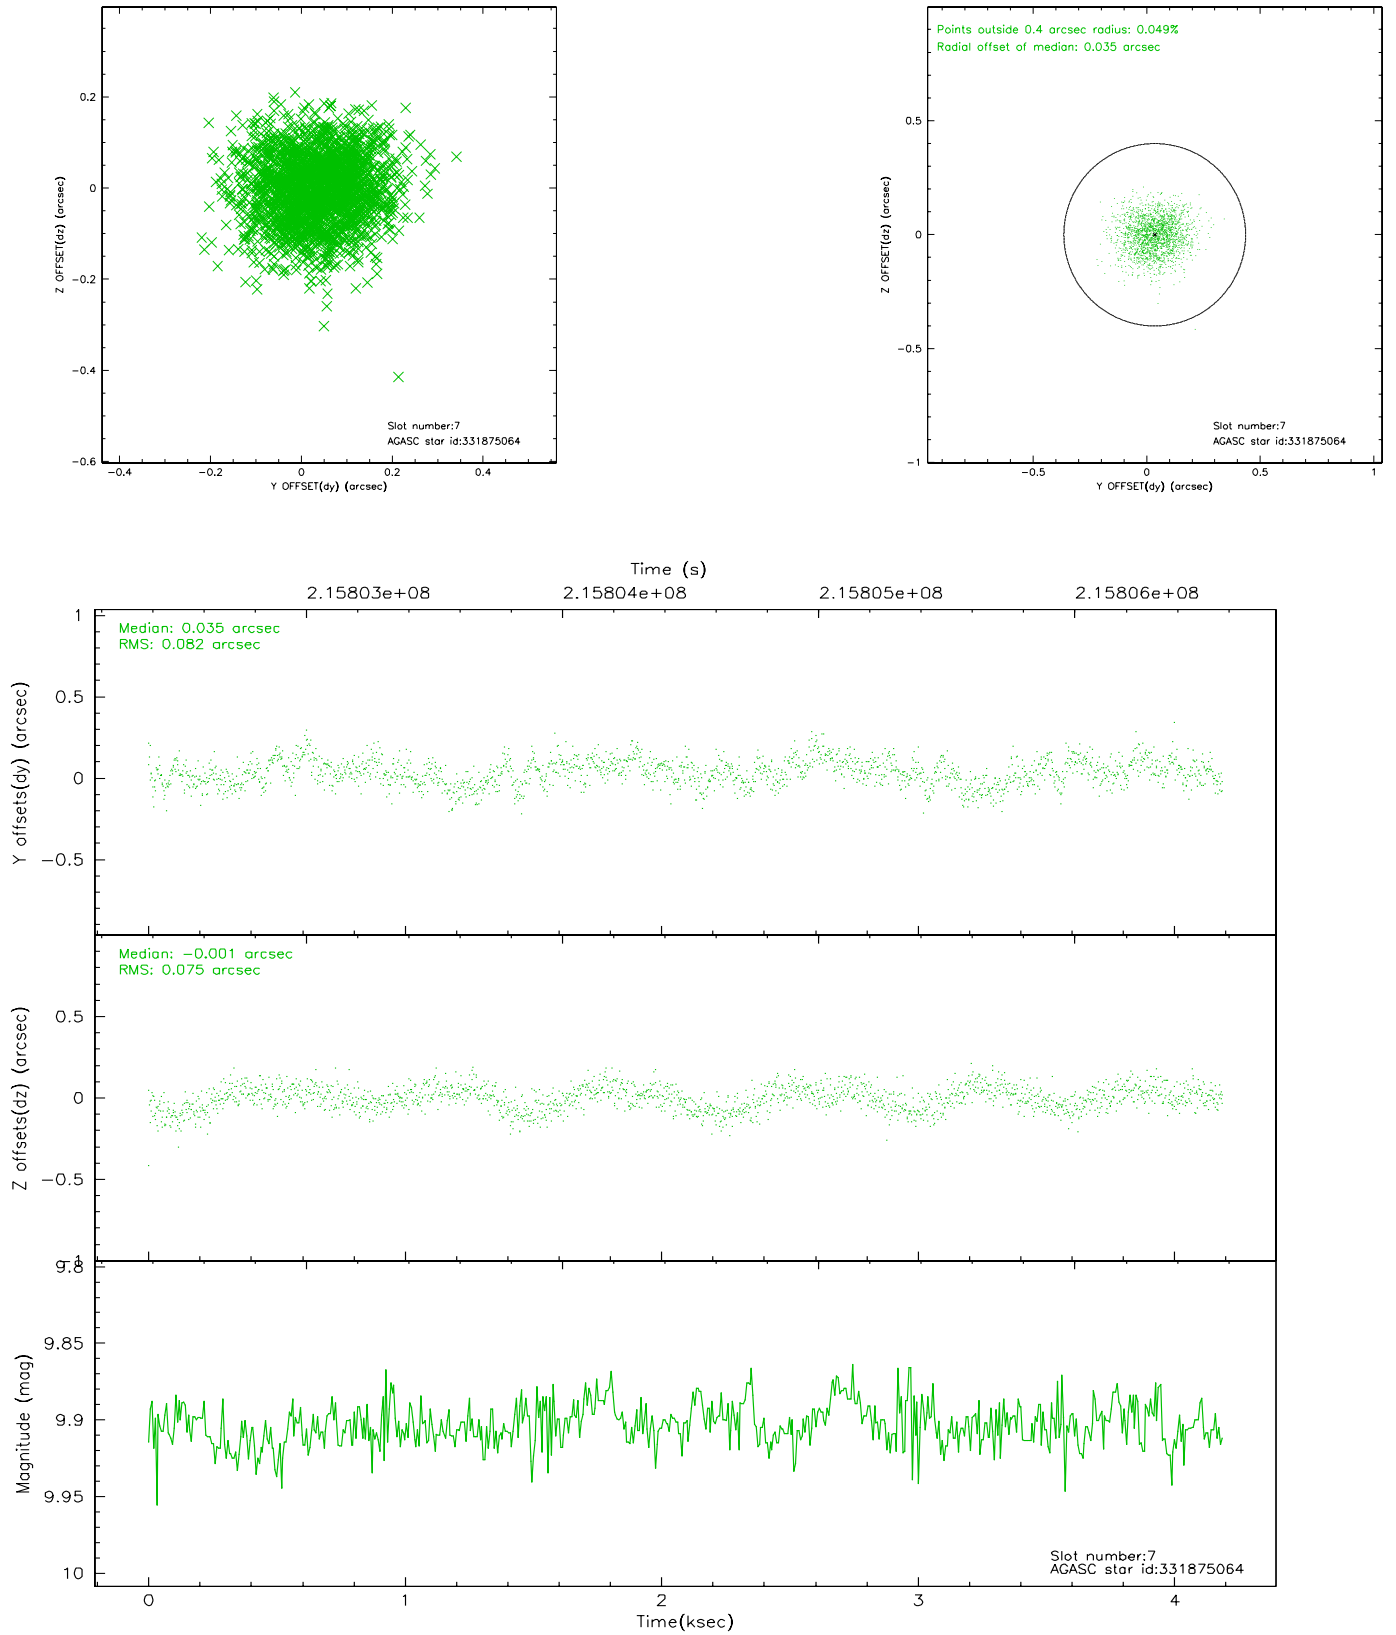 0.2
0
−0.2
−0.4
−0.6
Z OFFSET(dz) (arcsec)
−0.4 −0.2 0 0.2 0.4
Y OFFSET(dy) (arcsec)
Slot number:7
AGASC star id:331875064
Points outside 0.4 arcsec radius: 0.049%
Radial offset of median: 0.035 arcsec
0.5
0
−0.5
−1
Z OFFSET(dz) (arcsec)
−0.5 0 0.5 1
Y OFFSET(dy) (arcsec)
Slot number:7
AGASC star id:331875064
Time (s)
2.15803e+08 2.15804e+08 2.15805e+08 2.15806e+08
Median: 0.035 arcsec
RMS: 0.082 arcsec
1
0.5
0
−0.5
Y offsets(dy) (arcsec)
Median: −0.001 arcsec
RMS: 0.075 arcsec
0.5
0
−0.5
−1
Z offsets(dz) (arcsec)
9.8
9.85
9.9
9.95
10
Magnitude (mag)
Slot number:7
AGASC star id:331875064
0 1 2 3 4
Time(ksec)